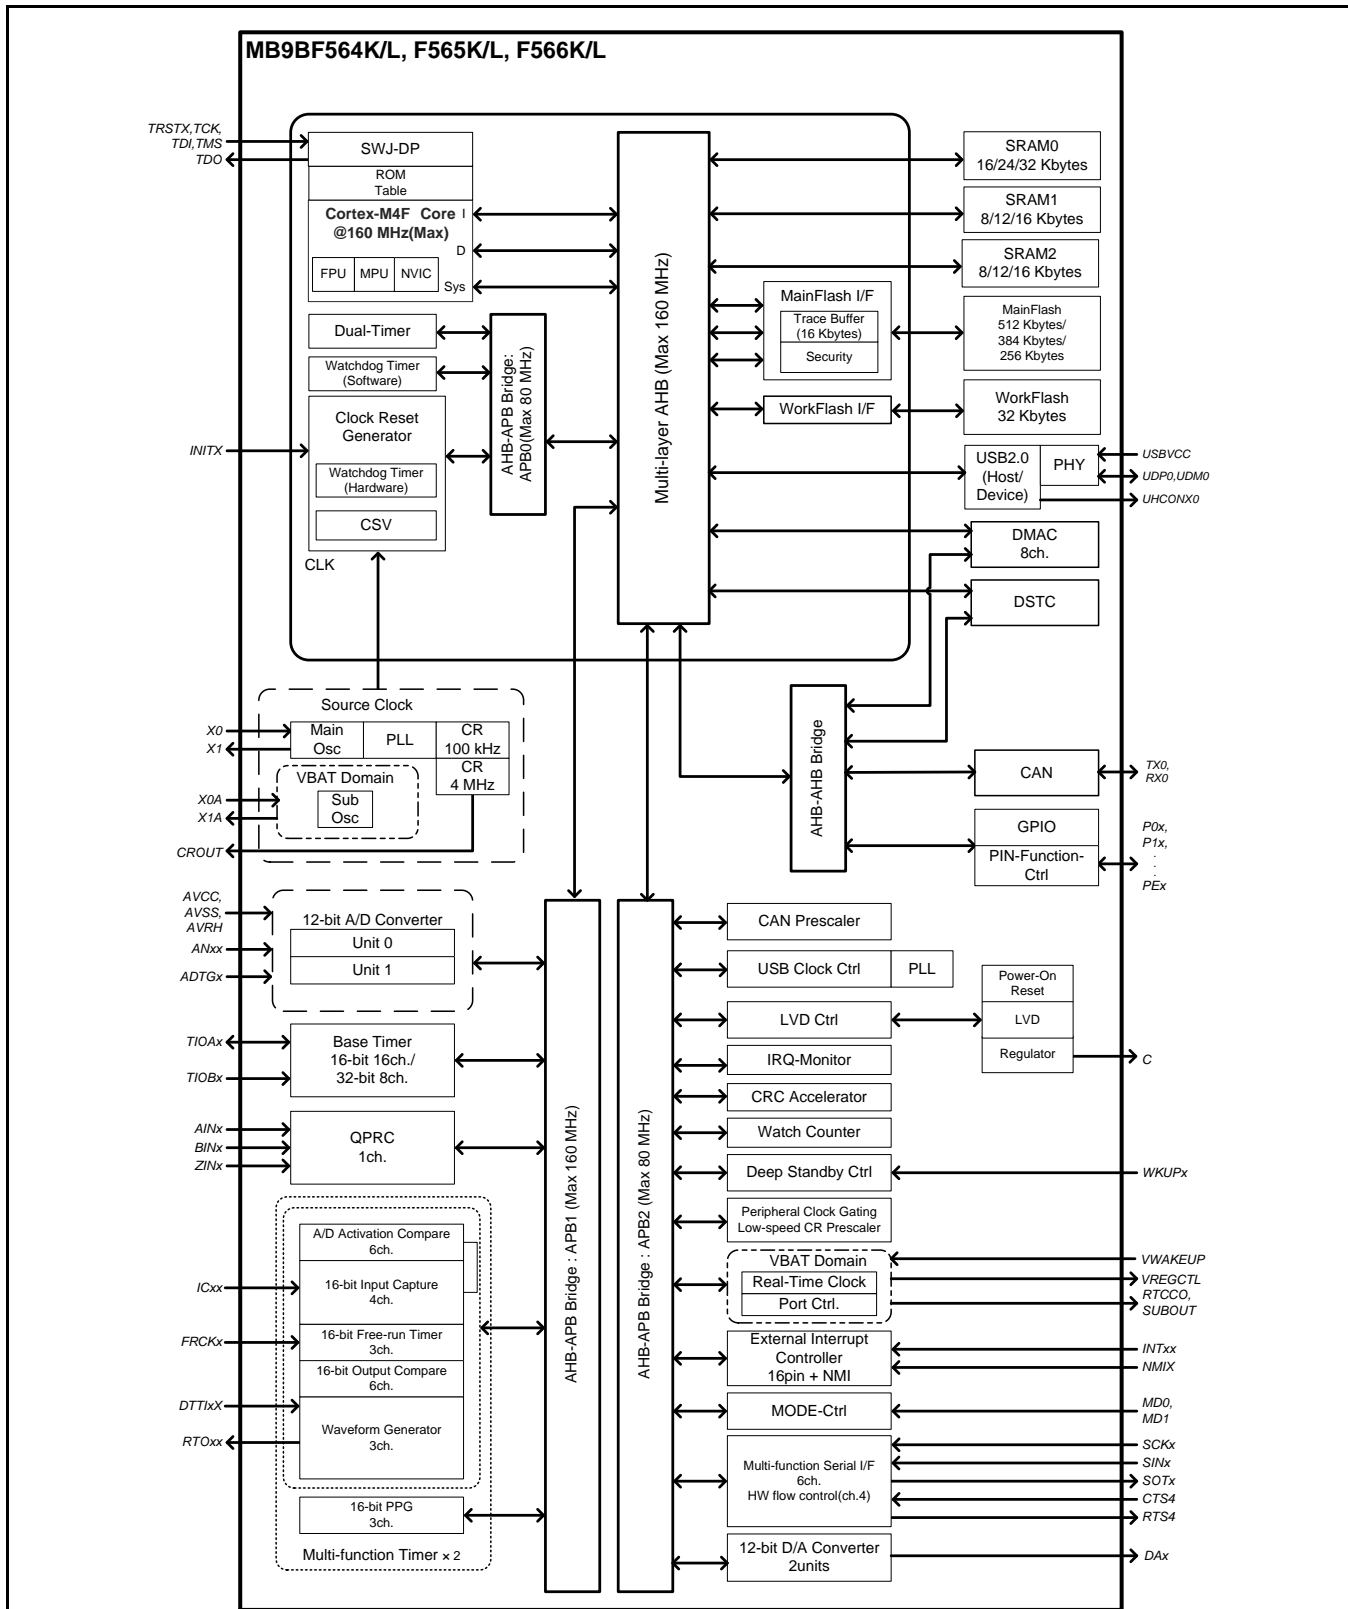 MB9BF564K/L, F565K/L, F566K/L
TRSTX,TCK,
TDI,TMS
TDO
SWJ-DP
ROM
Table
Cortex-M4F Core
@160 MHz(Max)
I
D
Sys
FPU
MPU
NVIC
Dual-Timer
Watchdog Timer
(Software)
Clock Reset
Generator
Watchdog Timer
(Hardware)
CSV
CLK
INITX
AHB-APB Bridge:
APB0(Max 80 MHz)
Multi-layer AHB (Max 160 MHz)
MainFlash I/F
Trace Buffer
(16 Kbytes)
Security
WorkFlash I/F
SRAM0
16/24/32 Kbytes
SRAM1
8/12/16 Kbytes
SRAM2
8/12/16 Kbytes
MainFlash
512 Kbytes/
384 Kbytes/
256 Kbytes
WorkFlash
32 Kbytes
USB2.0
(Host/
Device)
PHY
USBVCC
UDP0,UDM0
UHCONX0
DMAC
8ch.
DSTC
AHB-AHB Bridge
CAN
TX0,
RX0
GPIO
PIN-Function-
Ctrl
P0x,
P1x,
.
.
PEx
Source Clock
X0
X1
Main
Osc
PLL
CR
100 kHz
CR
4 MHz
VBAT Domain
Sub
Osc
X0A
X1A
CROUT
AVCC,
AVSS,
AVRH
ANxx
ADTGx
12-bit A/D Converter
Unit 0
Unit 1
TIOAx
TIOBx
Base Timer
16-bit 16ch./
32-bit 8ch.
AINx
BINx
ZINx
QPRC
1ch.
A/D Activation Compare
6ch.
16-bit Input Capture
4ch.
16-bit Free-run Timer
3ch.
16-bit Output Compare
6ch.
Waveform Generator
3ch.
16-bit PPG
3ch.
Multi-function Timer × 2
ICxx
FRCKx
DTTIxX
RTOxx
AHB-APB Bridge : APB1 (Max 160 MHz)
AHB-APB Bridge : APB2 (Max 80 MHz)
CAN Prescaler
USB Clock Ctrl
PLL
LVD Ctrl
Power-On
Reset
LVD
Regulator
C
IRQ-Monitor
CRC Accelerator
Watch Counter
Deep Standby Ctrl
WKUPx
Peripheral Clock Gating
Low-speed CR Prescaler
VBAT Domain
Real-Time Clock
Port Ctrl.
VWAKEUP
VREGCTL
RTCCO,
SUBOUT
External Interrupt
Controller
16pin + NMI
INTxx
NMIX
MODE-Ctrl
MD0,
MD1
Multi-function Serial I/F
6ch.
HW flow control(ch.4)
SCKx
SINx
SOTx
CTS4
RTS4
12-bit D/A Converter
2units
DAx